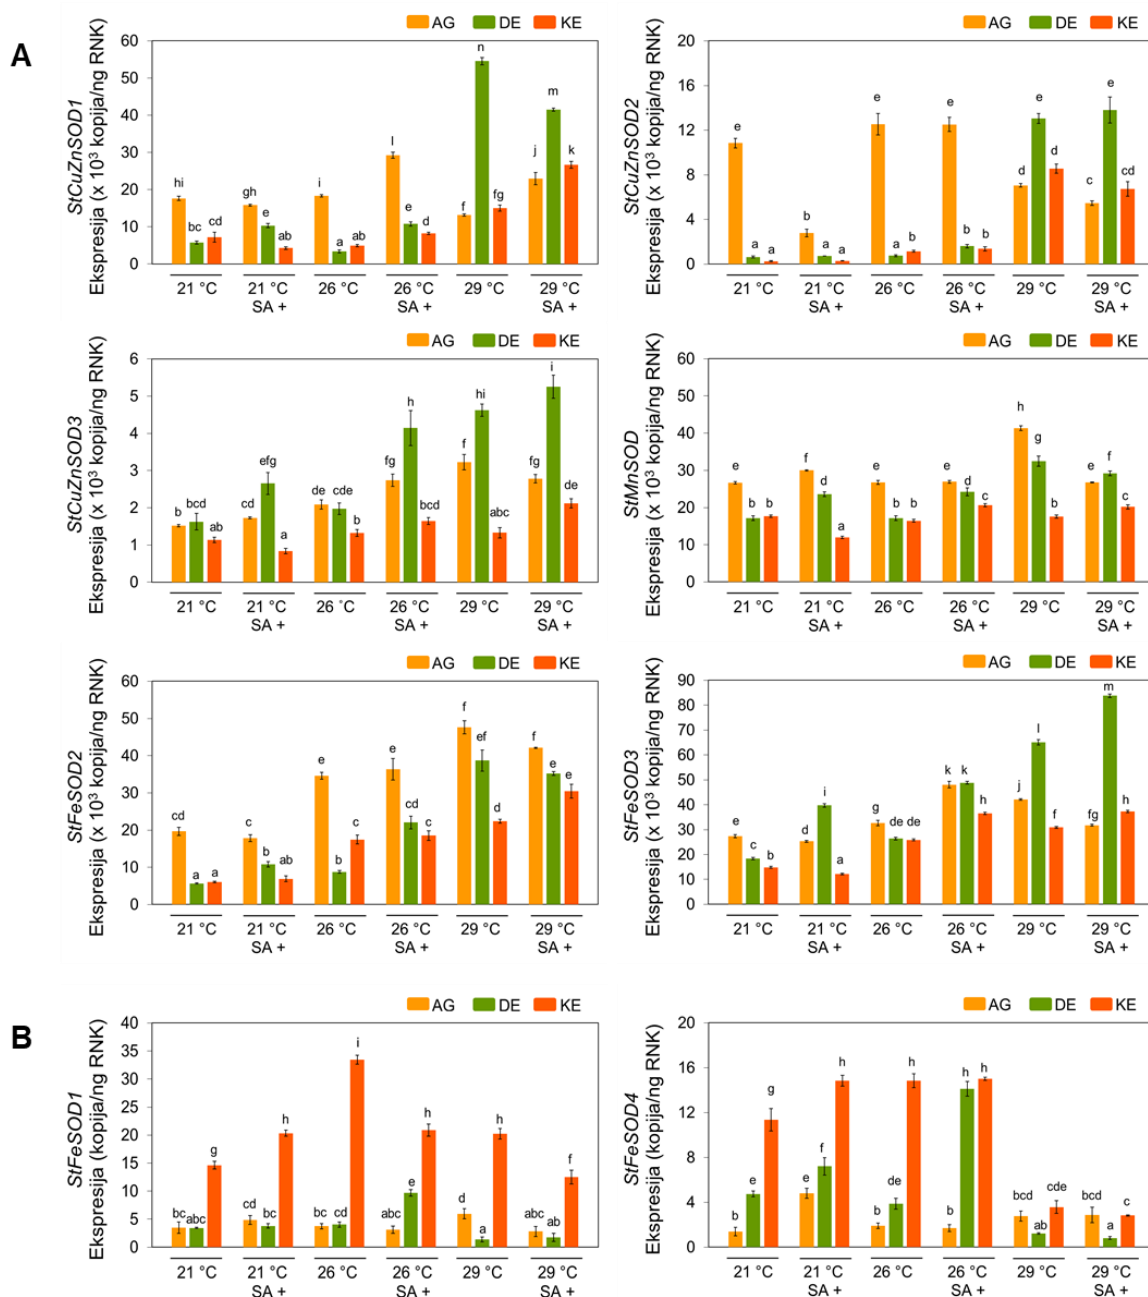 A
AG DE KE
StCuZnSOD1
Ekspresija (x 10³ kopija/ng RNK)
60
50
40
30
20
10
0
hi bc cd gh e ab i a ab l e d f n fg j m k
21 °C 21 °C 26 °C 26 °C 29 °C 29 °C
SA + SA + SA +
AG DE KE
StCuZnSOD2
Ekspresija (x 10³ kopija/ng RNK)
20
16
12
8
4
0
e a a b a a e a b e b b d e d c e cd
21 °C 21 °C 26 °C 26 °C 29 °C 29 °C
SA + SA + SA +
AG DE KE
StCuZnSOD3
Ekspresija (x 10³ kopija/ng RNK)
6
5
4
3
2
1
0
b bcd ab cd efg a de cde b fg h bcd f hi abc fg i de
21 °C 21 °C 26 °C 26 °C 29 °C 29 °C
SA + SA + SA +
AG DE KE
StMnSOD
Ekspresija (x 10³ kopija/ng RNK)
60
50
40
30
20
10
0
e b b f d a e b b e d c h g b e f c
21 °C 21 °C 26 °C 26 °C 29 °C 29 °C
SA + SA + SA +
AG DE KE
StFeSOD2
Ekspresija (x 10³ kopija/ng RNK)
60
50
40
30
20
10
0
cd a a c b ab e b c e cd c f ef d f e e
21 °C 21 °C 26 °C 26 °C 29 °C 29 °C
SA + SA + SA +
AG DE KE
StFeSOD3
Ekspresija (x 10³ kopija/ng RNK)
90
80
70
60
50
40
30
20
10
0
e c b d i a g de de k k h j l f fg m h
21 °C 21 °C 26 °C 26 °C 29 °C 29 °C
SA + SA + SA +
B
AG DE KE
StFeSOD1
Ekspresija (kopija/ng RNK)
40
35
30
25
20
15
10
5
0
bc abc g cd bc h bc cd i abc e h d a h abc ab f
21 °C 21 °C 26 °C 26 °C 29 °C 29 °C
SA + SA + SA +
AG DE KE
StFeSOD4
Ekspresija (kopija/ng RNK)
20
16
12
8
4
0
b e g e f h b de h b h h bcd ab cde bcd a c
21 °C 21 °C 26 °C 26 °C 29 °C 29 °C
SA + SA + SA +